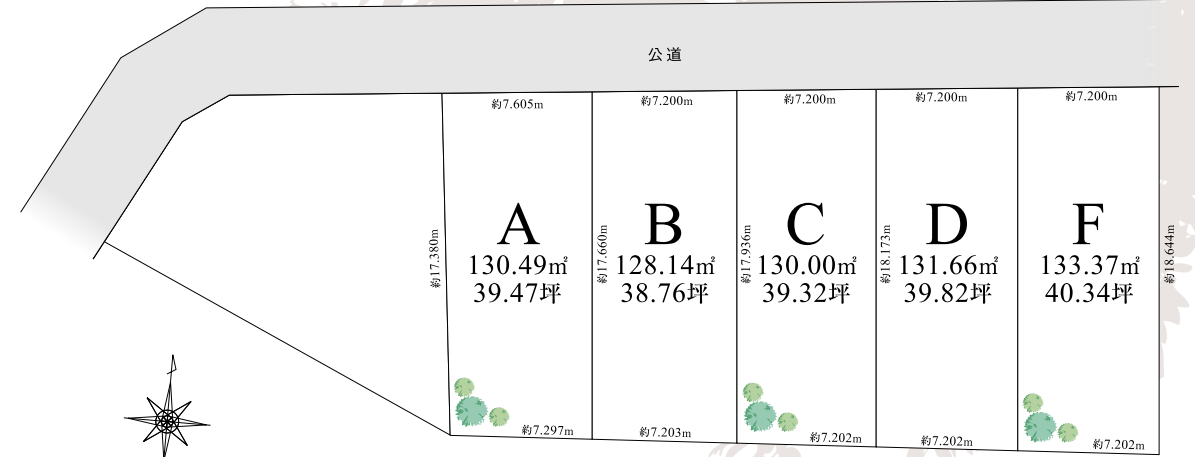 公道
約7.605m
約7.200m
約7.200m
約7.200m
約7.200m
約17.380m
A
130.49㎡
39.47坪
約17.660m
B
128.14㎡
38.76坪
約17.936m
C
130.00㎡
39.32坪
約18.173m
D
131.66㎡
39.82坪
F
133.37㎡
40.34坪
約18.644m
約7.297m
約7.203m
約7.202m
約7.202m
約7.202m